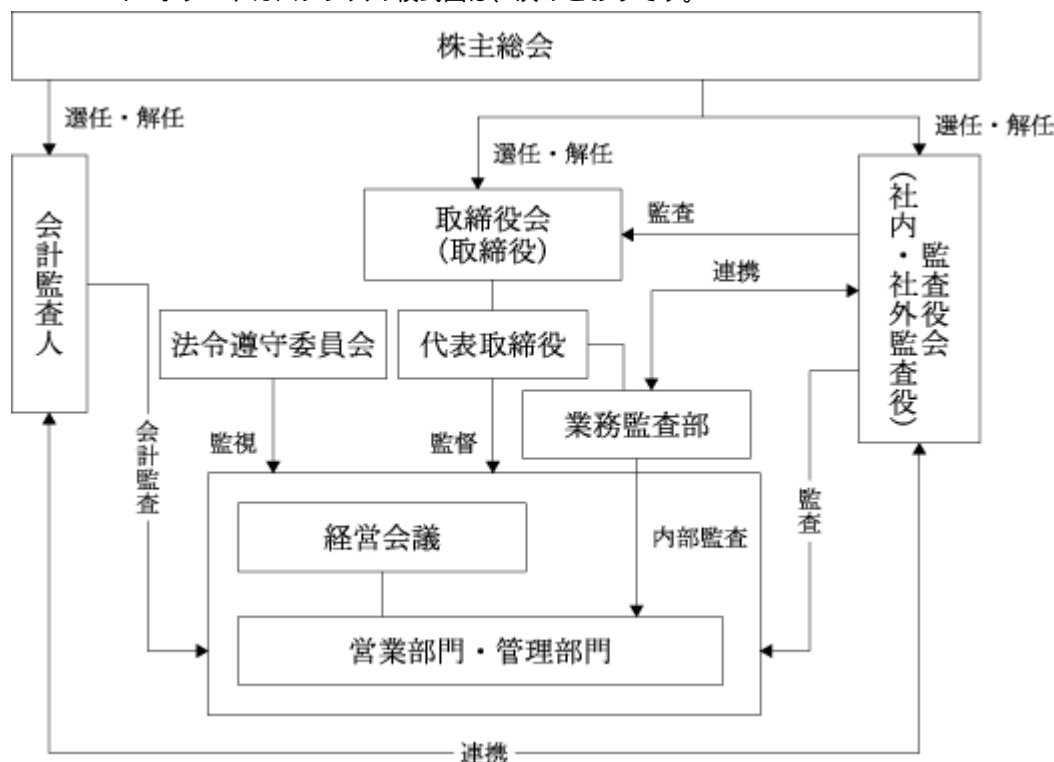 株主総会
選任・解任
選任・解任
選任・解任
会計監査人
取締役会
(取締役)
監査
監査役会
(社内・社外監査役)
連携
法令遵守委員会
代表取締役
業務監査部
会計監査
監視
監督
監査
経営会議
内部監査
営業部門・管理部門
連携